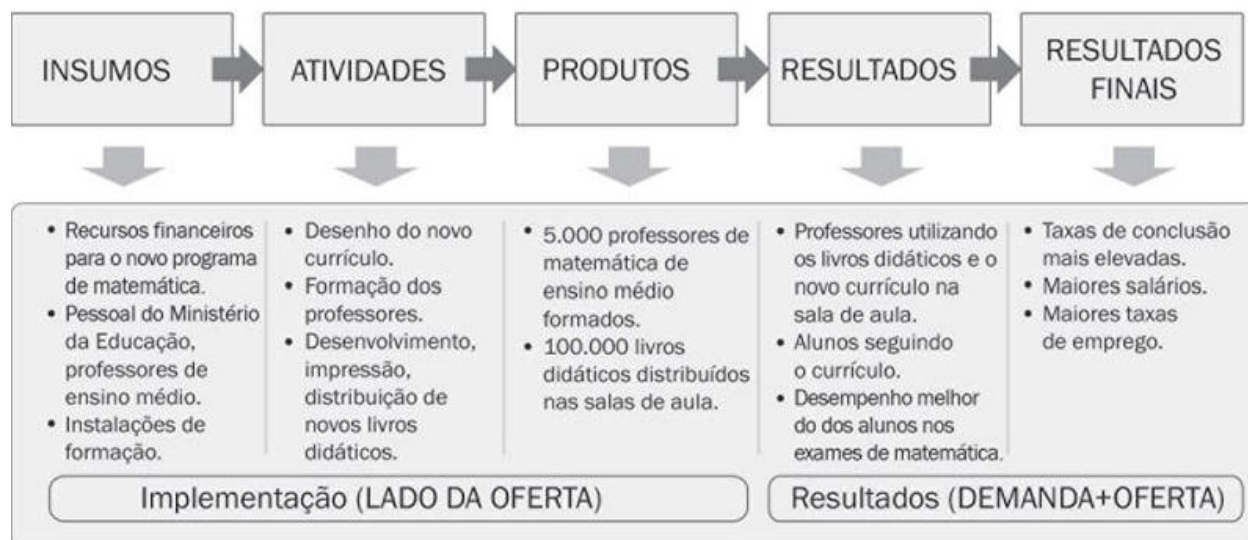 INSUMOS
ATIVIDADES
PRODUTOS
RESULTADOS
RESULTADOS
FINAIS
• Recursos financeiros
para o novo programa
de matemática.
• Pessoal do Ministério
da Educação,
professores de
ensino médio.
• Instalações de
formação.
• Desenho do novo
currículo.
• Formação dos
professores.
• Desenvolvimento,
impressão,
distribuição de
novos livros
didáticos.
• 5.000 professores de
matemática de
ensino médio
formados.
• 100.000 livros
didáticos distribuídos
nas salas de aula.
• Professores utilizando
os livros didáticos e o
novo currículo na
sala de aula.
• Alunos seguindo
o currículo.
• Desempenho melhor
do dos alunos nos
exames de matemática.
• Taxas de conclusão
mais elevadas.
• Maiores salários.
• Maiores taxas
de emprego.
Implementação (LADO DA OFERTA)
Resultados (DEMANDA+OFERTA)